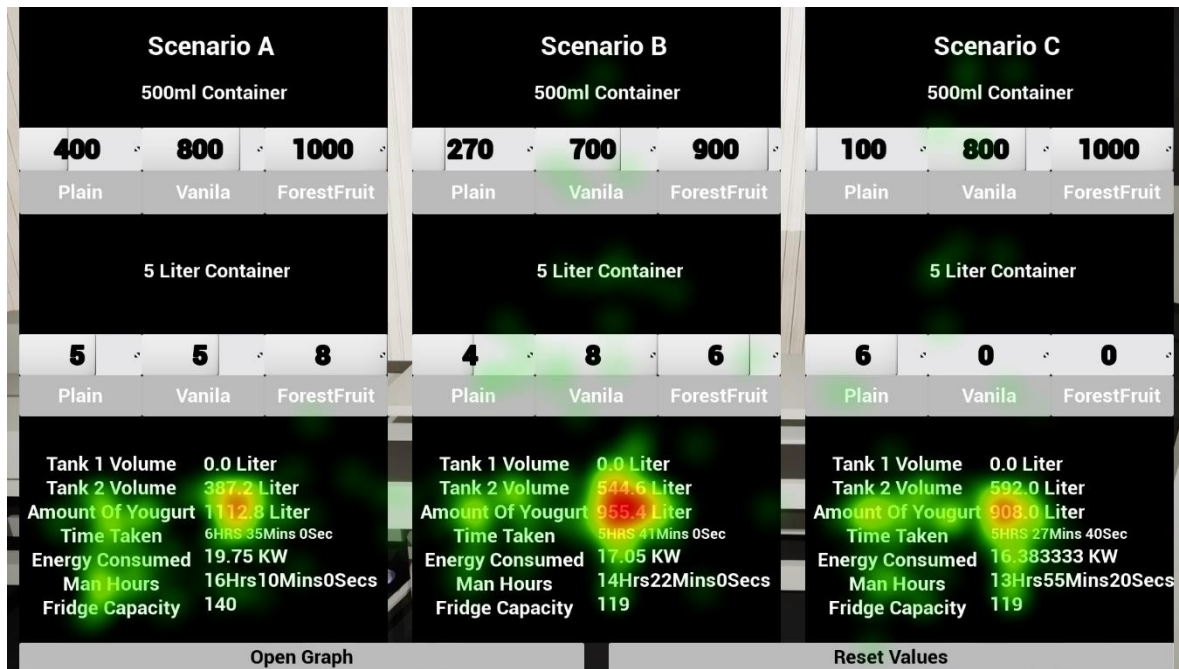 Scenario A
500ml Container
400 800 1000
Plain Vanila ForestFruit
5 Liter Container
5 5 8
Plain Vanila ForestFruit
Tank 1 Volume 0.0 Liter
Tank 2 Volume 387.2 Liter
Amount Of Yougurt 1112.8 Liter
Time Taken 6HRS 35Mins 0Sec
Energy Consumed 19.75 KW
Man Hours 16Hrs10Mins0Secs
Fridge Capacity 140
Scenario B
500ml Container
270 700 900
Plain Vanila ForestFruit
5 Liter Container
4 8 6
Plain Vanila ForestFruit
Tank 1 Volume 0.0 Liter
Tank 2 Volume 544.6 Liter
Amount Of Yougurt 955.4 Liter
Time Taken 5HRS 41Mins 0Sec
Energy Consumed 17.05 KW
Man Hours 14Hrs22Mins0Secs
Fridge Capacity 119
Scenario C
500ml Container
100 800 1000
Plain Vanila ForestFruit
5 Liter Container
6 0 0
Plain Vanila ForestFruit
Tank 1 Volume 0.0 Liter
Tank 2 Volume 592.0 Liter
Amount Of Yougurt 908.0 Liter
Time Taken 5HRS 27Mins 40Sec
Energy Consumed 16.383333 KW
Man Hours 13Hrs55Mins20Secs
Fridge Capacity 119
Open Graph
Reset Values